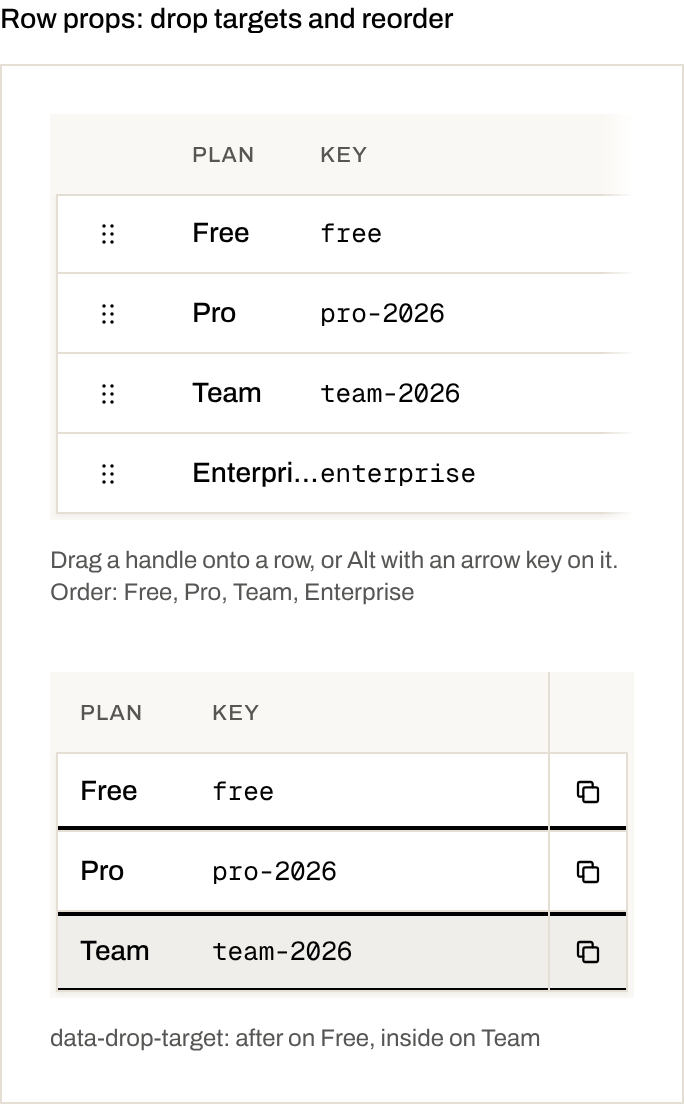 Row props: drop targets and reorder
PLAN KEY
Free free
Pro pro-2026
Team team-2026
Enterpri... enterprise
Drag a handle onto a row, or Alt with an arrow key on it.
Order: Free, Pro, Team, Enterprise
PLAN KEY
Free free
Pro pro-2026
Team team-2026
data-drop-target: after on Free, inside on Team